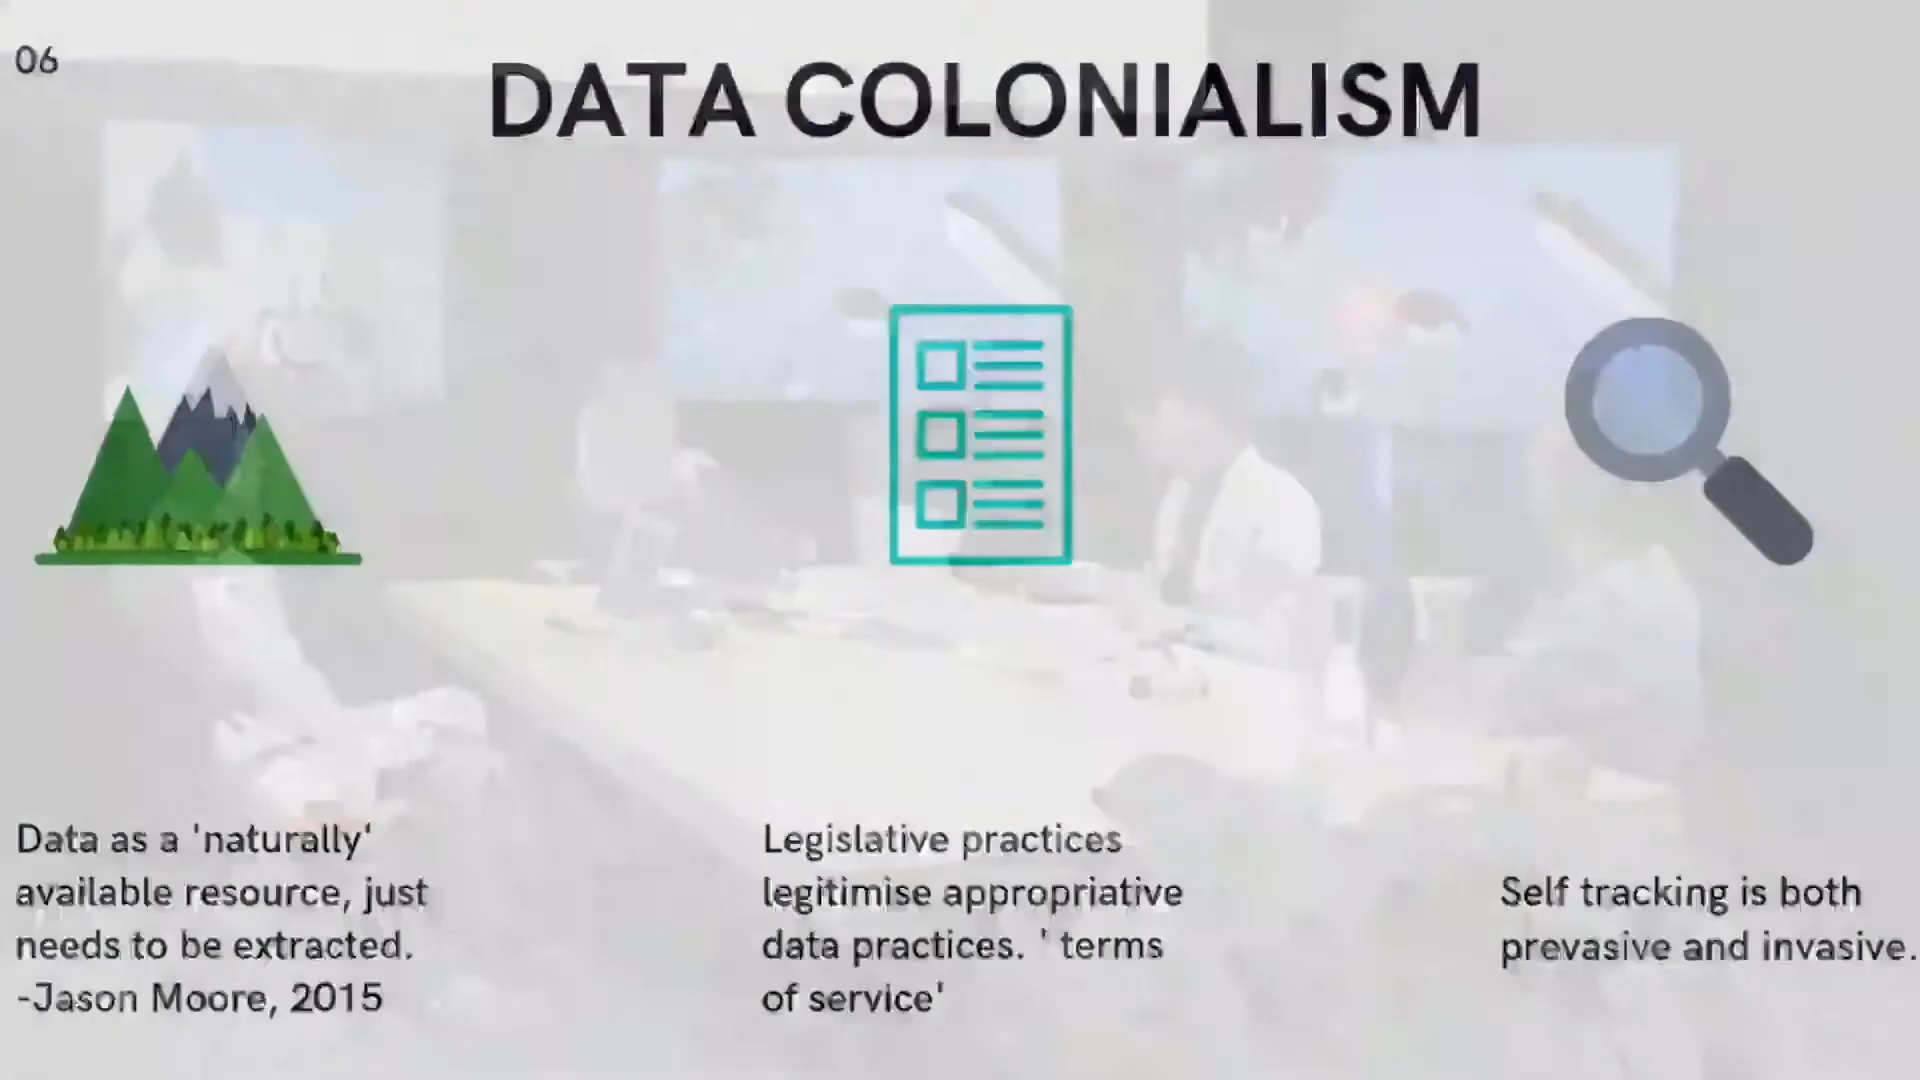 06
DATA COLONIALISM
Data as a 'naturally'
available resource, just
needs to be extracted.
-Jason Moore, 2015
Legislative practices
legitimise appropriative
data practices. ' terms
of service'
Self tracking is both
prevasive and invasive.